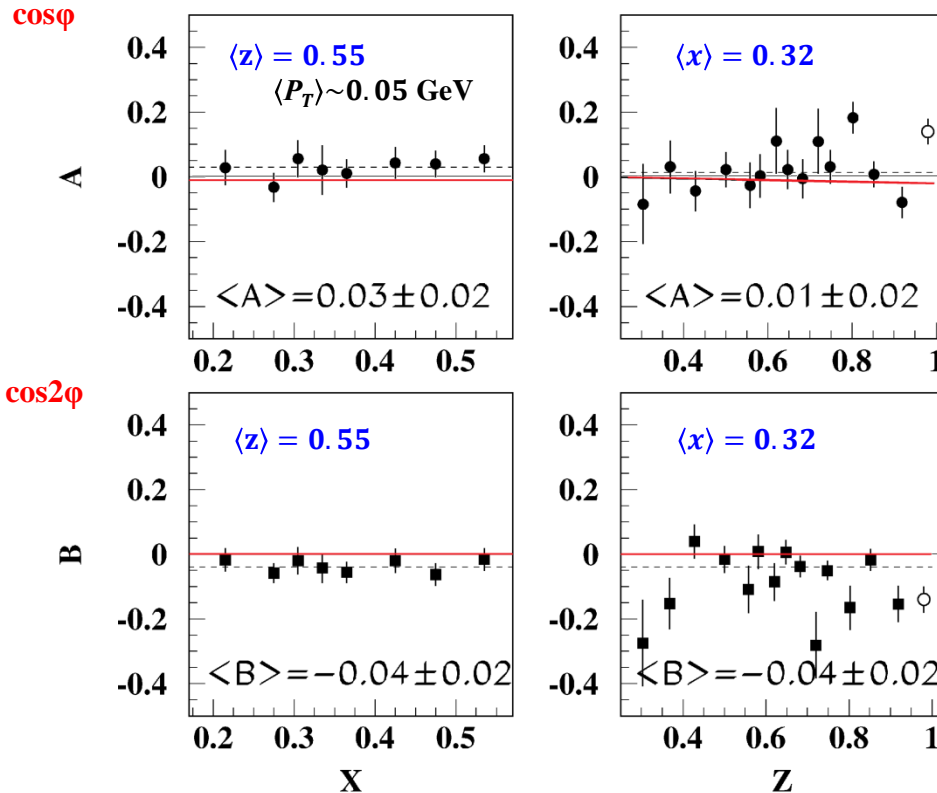 cosφ
0.4
0.2
0
-0.2
-0.4
A
⟨z⟩ = 0.55
⟨P_T⟩~0.05 GeV
<A>=0.03±0.02
0.2 0.3 0.4 0.5
0.4
0.2
0
-0.2
-0.4
⟨x⟩ = 0.32
<A>=0.01±0.02
0.4 0.6 0.8 1
cos2φ
0.4
0.2
0
-0.2
-0.4
B
⟨z⟩ = 0.55
<B>=-0.04±0.02
0.2 0.3 0.4 0.5
X
0.4
0.2
0
-0.2
-0.4
⟨x⟩ = 0.32
<B>=-0.04±0.02
0.4 0.6 0.8 1
Z